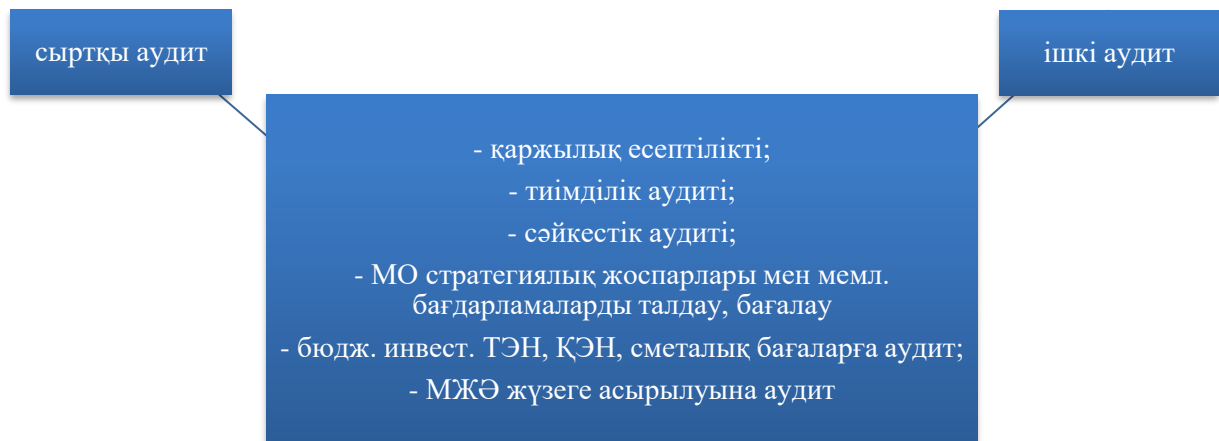 сыртқы аудит
ішкі аудит
- қаржылық есептілікті;
- тиімділік аудиті;
- сәйкестік аудиті;
- МО стратегиялық жоспарлары мен мемл.
бағдарламаларды талдау, бағалау
- бюдж. инвест. ТЭН, ҚЭН, сметалық бағаларға аудит;
- МЖӘ жүзеге асырылуына аудит